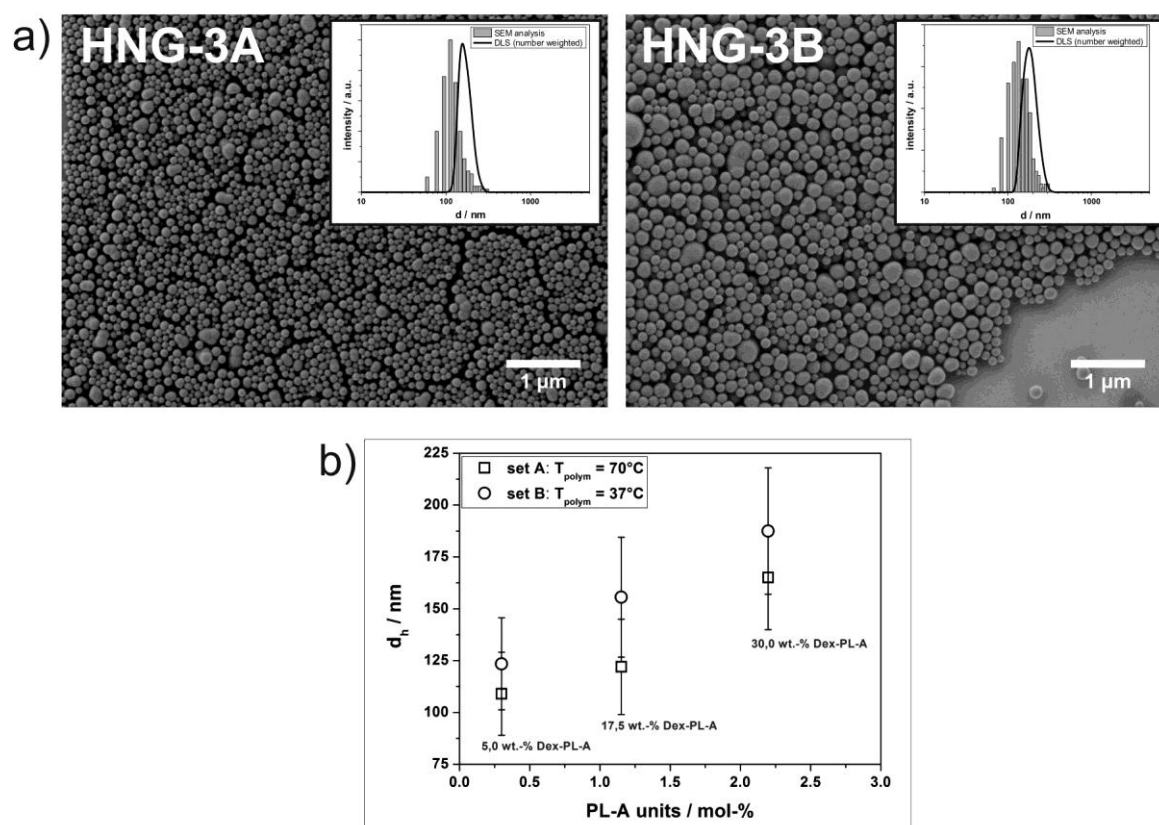 a)
HNG-3A
SEM analysis
DLS (number weighted)
intensity / a.u.
10
100
1000
d / nm
1 µm
HNG-3B
SEM analysis
DLS (number weighted)
intensity / a.u.
10
100
1000
d / nm
1 µm
b)
set A: Tpolym = 70°C
set B: Tpolym = 37°C
225
200
175
150
125
100
75
dh / nm
30,0 wt.-% Dex-PL-A
17,5 wt.-% Dex-PL-A
5,0 wt.-% Dex-PL-A
0.0 0.5 1.0 1.5 2.0 2.5 3.0
PL-A units / mol-%